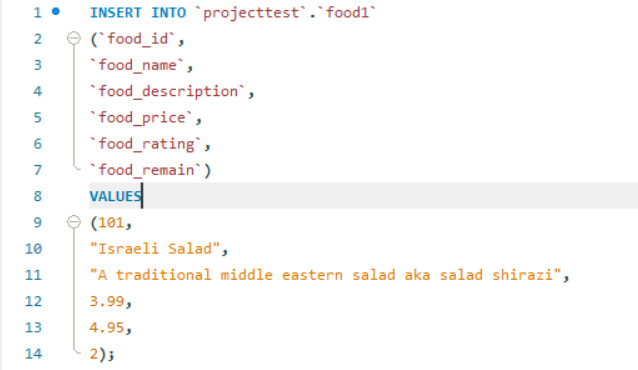 1 INSERT INTO `projecttest`.`food1`
2 (`food_id`,
3 `food_name`,
4 `food_description`,
5 `food_price`,
6 `food_rating`,
7 `food_remain`)
8 VALUES
9 (101,
10 "Israeli Salad",
11 "A traditional middle eastern salad aka salad shirazi",
12 3.99,
13 4.95,
14 2);